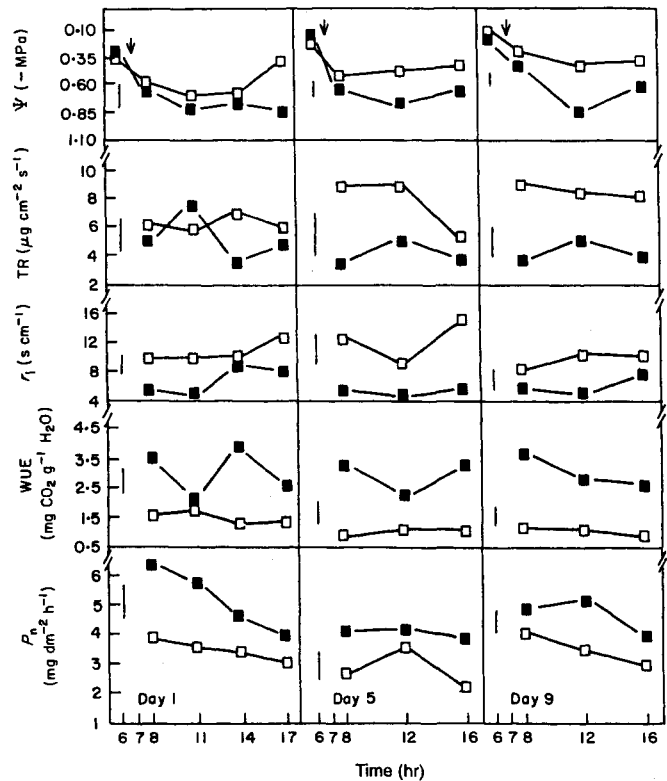 0·10
0·35
0·60
0·85
1·10
Ψ (−MPa)
10
8
6
4
2
TR (μg cm⁻² s⁻¹)
16
12
8
4
r₁ (s cm⁻¹)
4·5
3·5
2·5
1·5
0·5
WUE
(mg CO₂ g⁻¹ H₂O)
6
5
4
3
2
1
Pₙ
(mg dm⁻² h⁻¹)
Day 1
Day 5
Day 9
6 7 8 11 14 17
6 7 8 12 16
6 7 8 12 16
Time (hr)